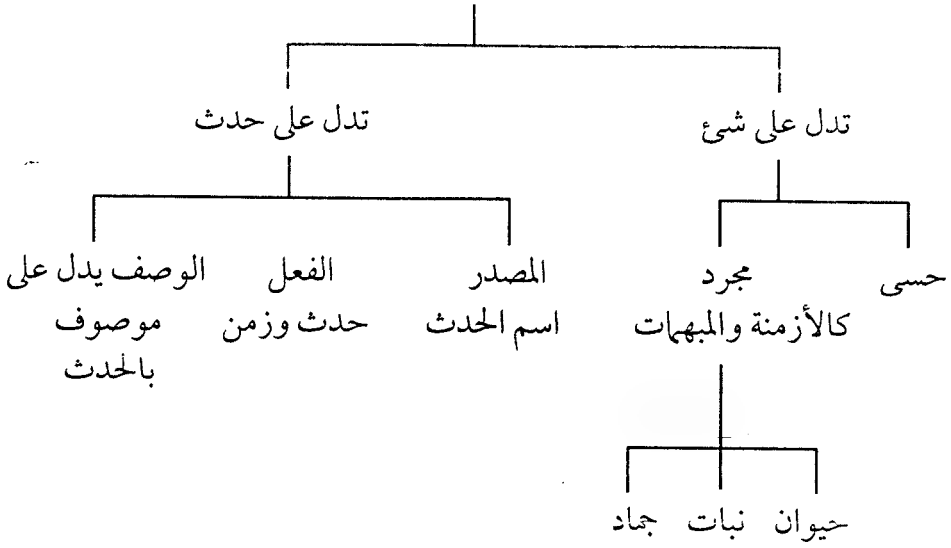 تدل على شئ
تدل على حدث
حسى
مجرد
كالأزمنة والمبهمات
المصدر
اسم الحدث
الفعل
حدث وزمن
الوصف يدل على
موصوف
بالحدث
حيوان
نبات
جماد